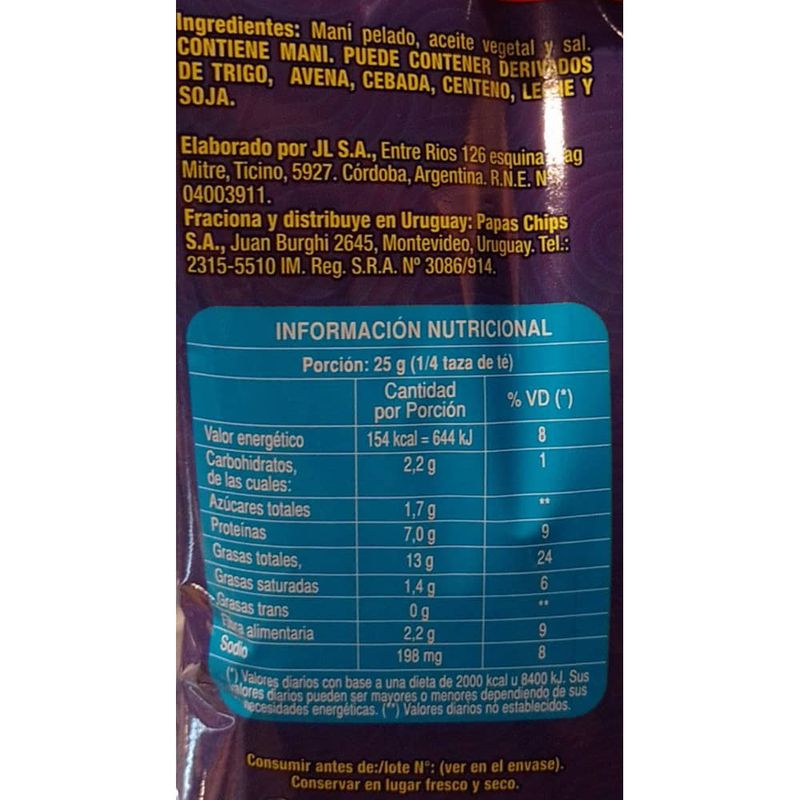 Ingredientes: Maní pelado, aceite vegetal y sal.
CONTIENE MANI. PUEDE CONTENER DERIVADOS
DE TRIGO, AVENA, CEBADA, CENTENO, LECHE Y
SOJA.
Elaborado por JL S.A., Entre Rios 126 esquina
Mitre, Ticino, 5927. Córdoba, Argentina. R.N.E. Nº
04003911.
Fraciona y distribuye en Uruguay: Papas Chips
S.A., Juan Burghi 2645, Montevideo, Uruguay. Tel.:
2315-5510 IM. Reg. S.R.A. Nº 3086/914.
INFORMACIÓN NUTRICIONAL
Porción: 25 g (1/4 taza de té)
Cantidad por Porción % VD (*)
Valor energético 154 kcal = 644 kJ 8
Carbohidratos, 2,2 g 1
de las cuales:
Azúcares totales 1,7 g **
Proteínas 7,0 g 9
Grasas totales, 13 g 24
Grasas saturadas 1,4 g 6
Grasas trans 0 g **
Fibra alimentaria 2,2 g 9
Sodio 198 mg 8
(*) Valores diarios con base a una dieta de 2000 kcal u 8400 kJ. Sus
valores diarios pueden ser mayores o menores dependiendo de sus
necesidades energéticas. (**) Valores diarios no establecidos.
Consumir antes de:/lote N°: (ver en el envase).
Conservar en lugar fresco y seco.